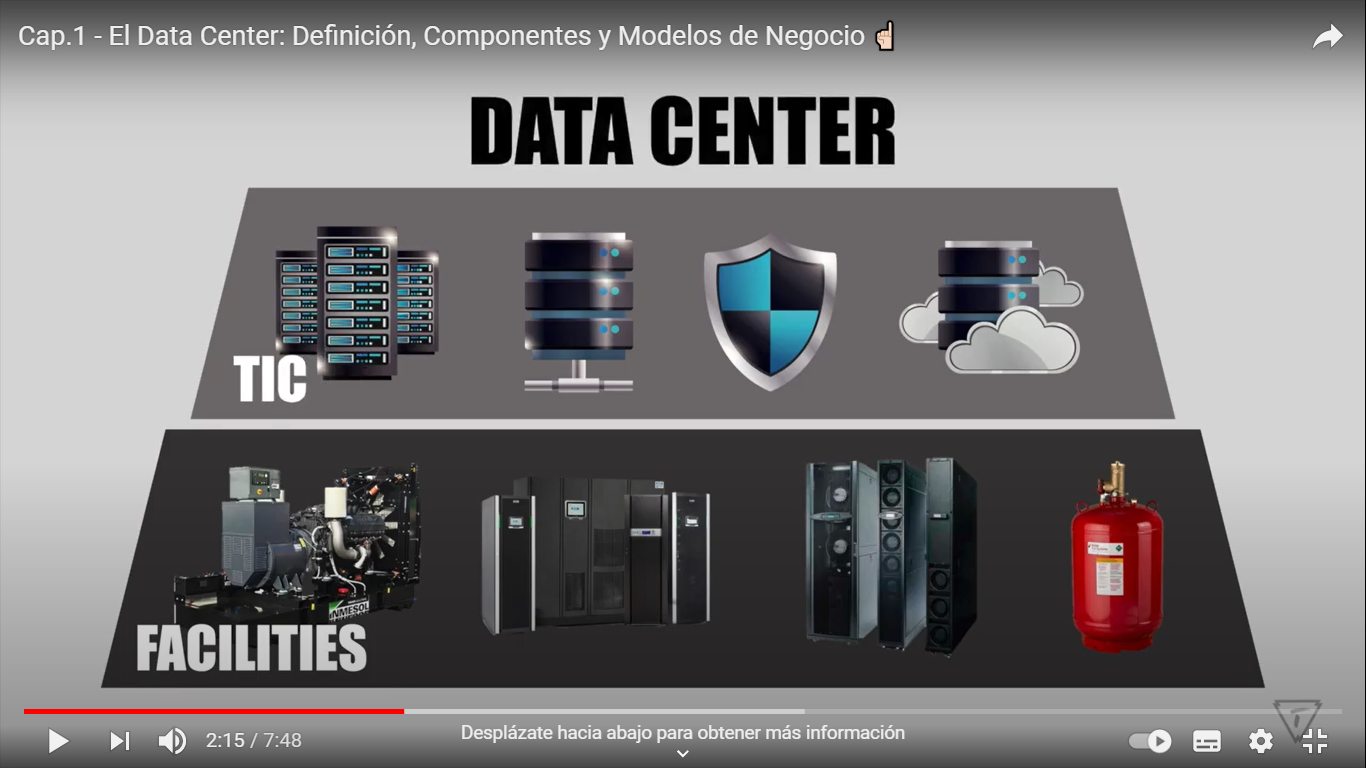 Cap.1 - El Data Center: Definición, Componentes y Modelos de Negocio ☝
DATA CENTER
TIC
INMESOL
FACILITIES
2:15 / 7:48
Desplázate hacia abajo para obtener más información